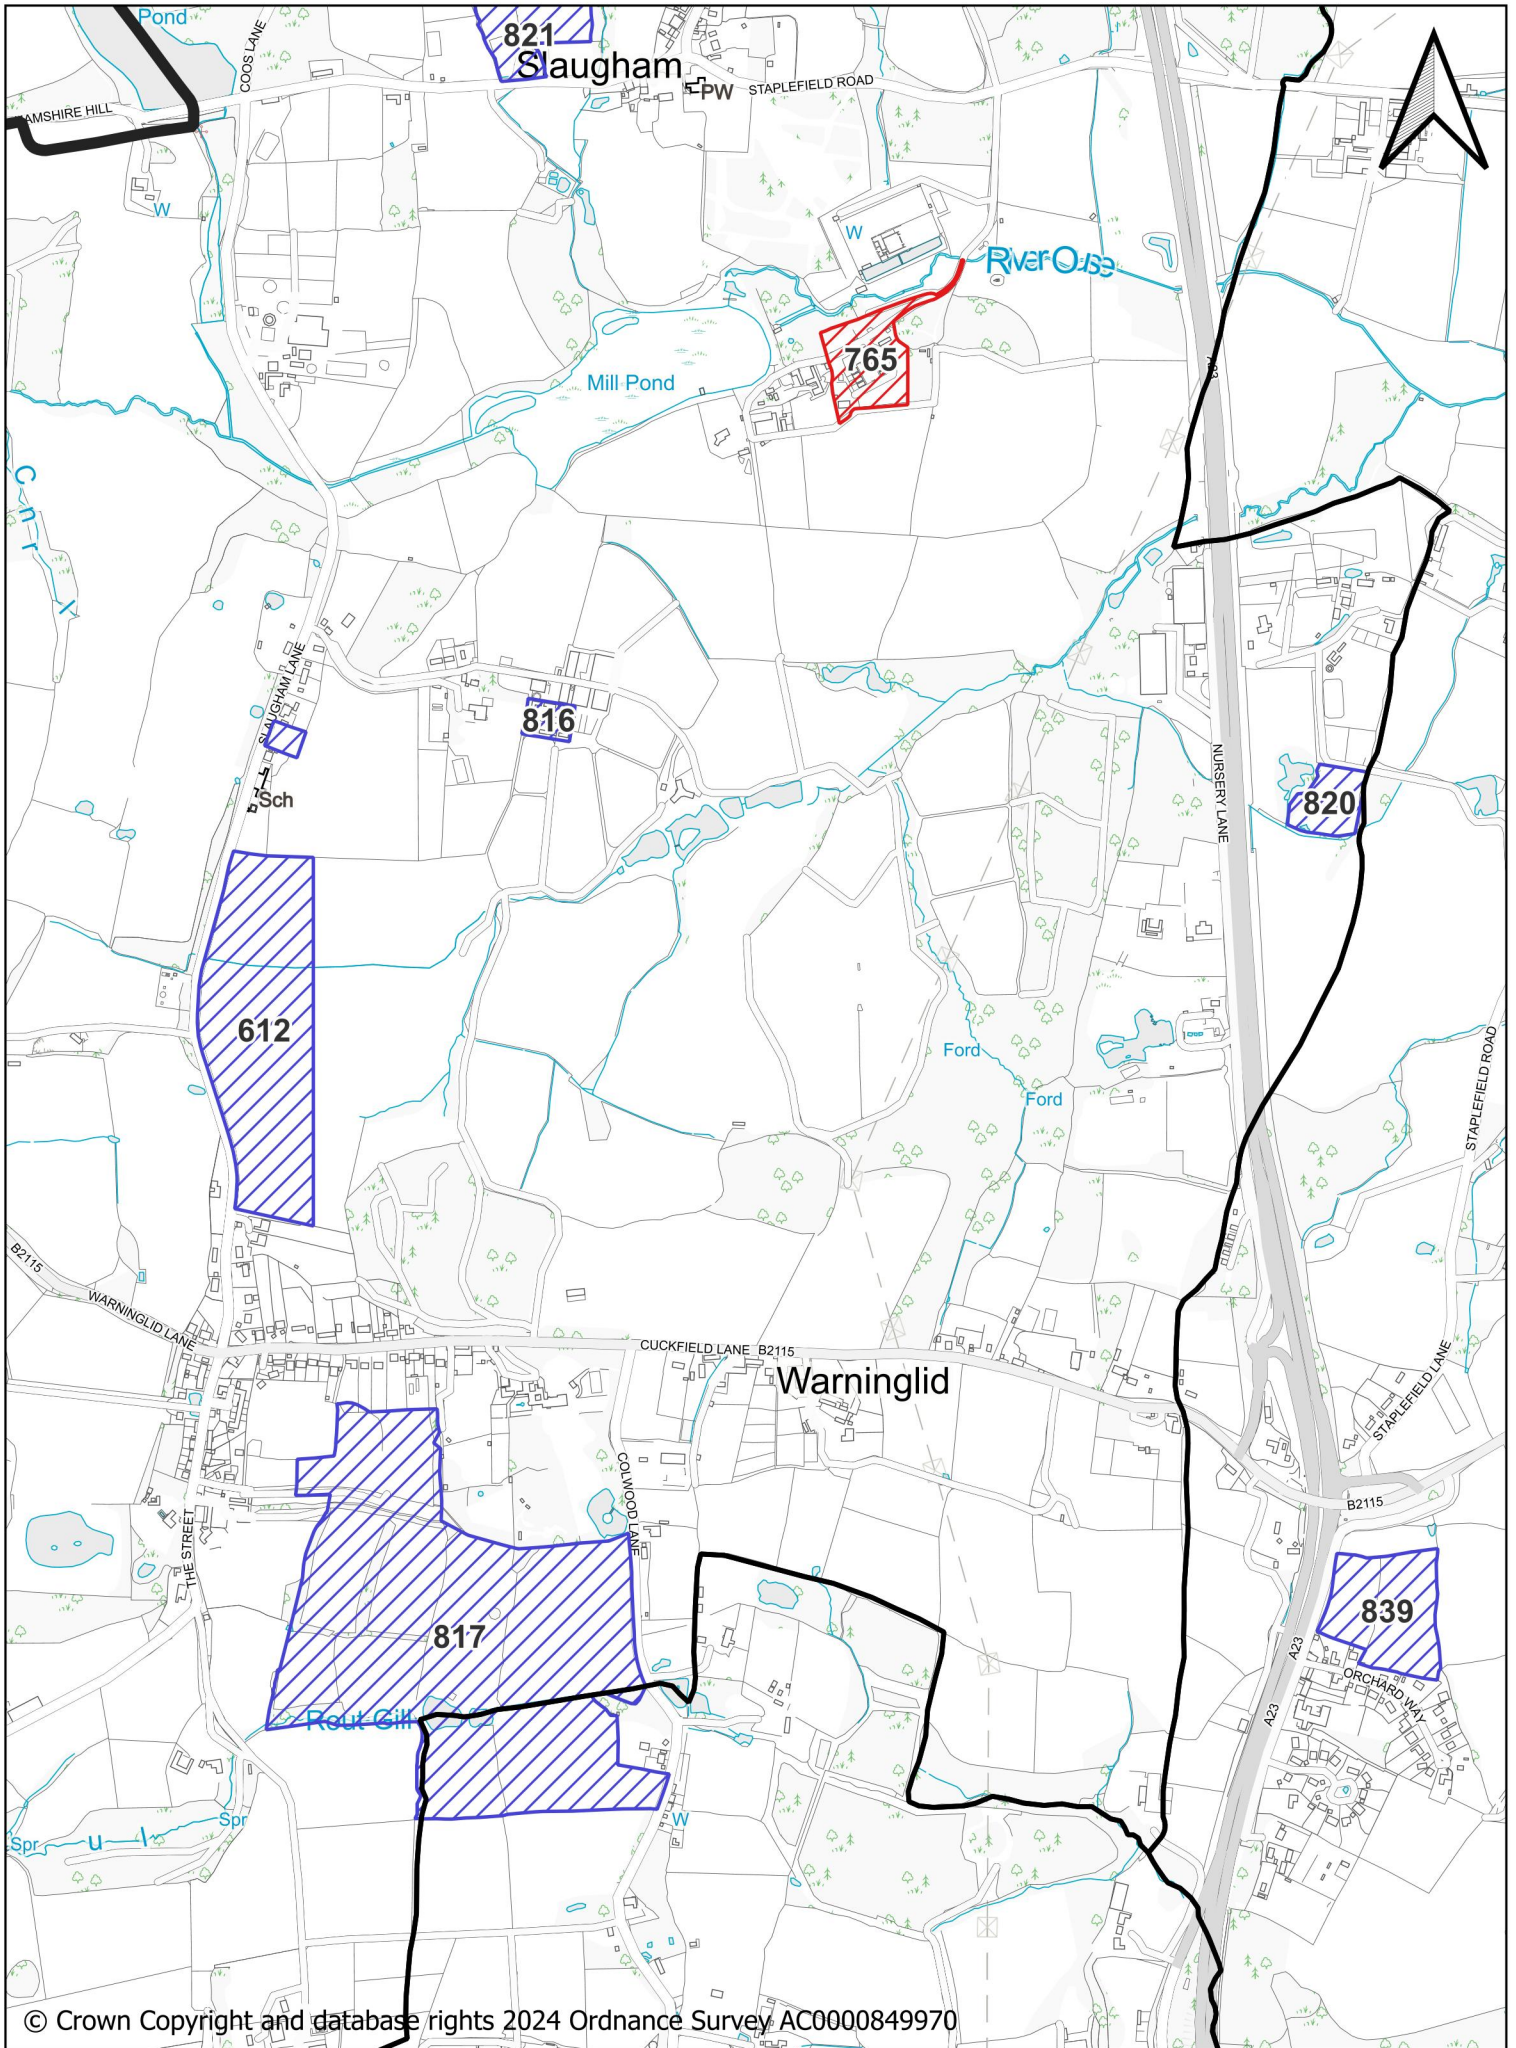 Pond
821
Slaugham
COOS LANE
PW
STAPLEFIELD ROAD
AMSHIRE HILL
W
W
River Ouse
765
Mill Pond
A23
C n r y
SLAUGHAM LANE
816
Sch
NURSERY LANE
820
612
Ford
Ford
STAPLEFIELD ROAD
B2115
WARNINGLID LANE
CUCKFIELD LANE B2115
Warninglid
STAPLEFIELD LANE
COLWOOD LANE
B2115
THE STREET
839
817
A23
ORCHARD WAY
A23
Rout Gill
Spr
u l
Spr
W
© Crown Copyright and database rights 2024 Ordnance Survey AC0000849970